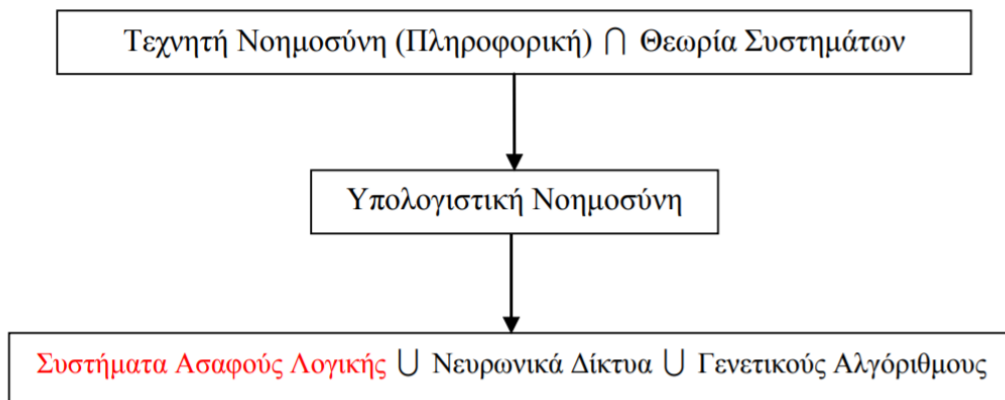 Τεχνητή Νοημοσύνη (Πληροφορική) ⋂ Θεωρία Συστημάτων
Υπολογιστική Νοημοσύνη
Συστήματα Ασαφούς Λογικής ⋃ Νευρωνικά Δίκτυα ⋃ Γενετικούς Αλγόριθμους